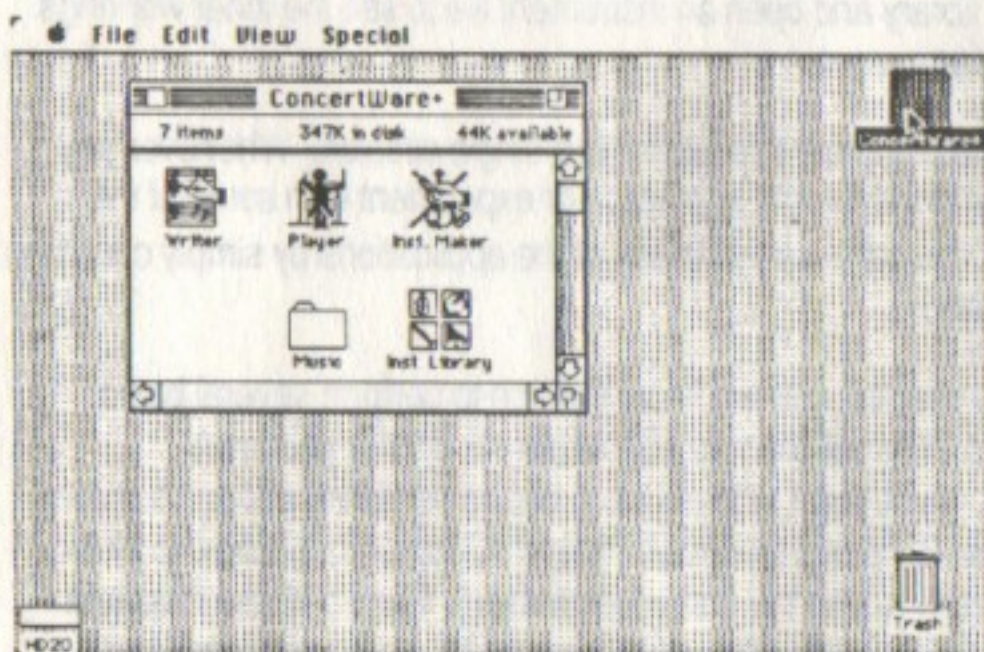 File Edit View Special
ConcertWare+
7 items 347K in disk 44K available
Writer Player Inst. Maker
Music Inst Library
ConcertWare+
Trash
HD20